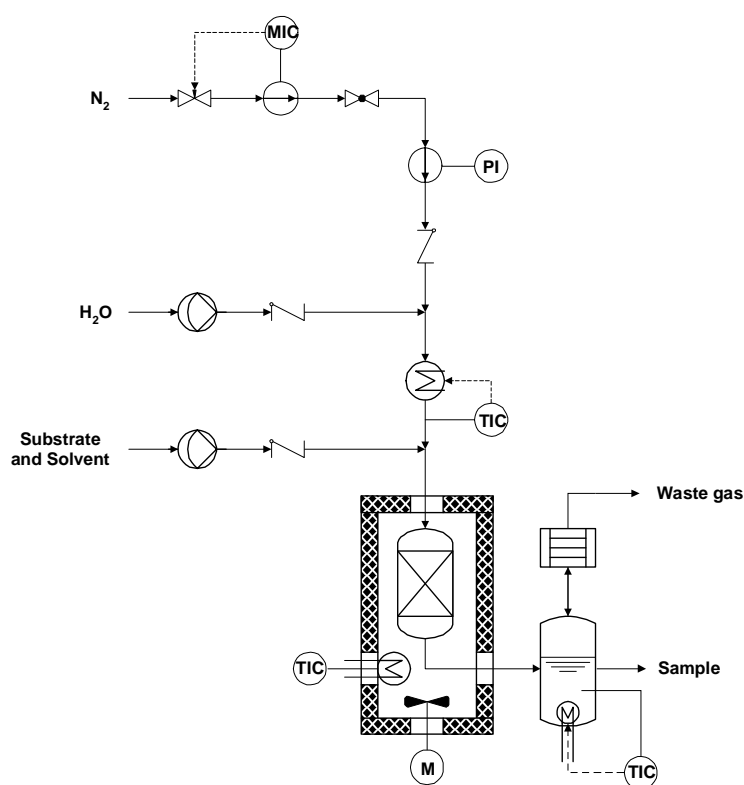 MIC
N₂
PI
H₂O
TIC
Substrate
and Solvent
Waste gas
TIC
Sample
M
TIC